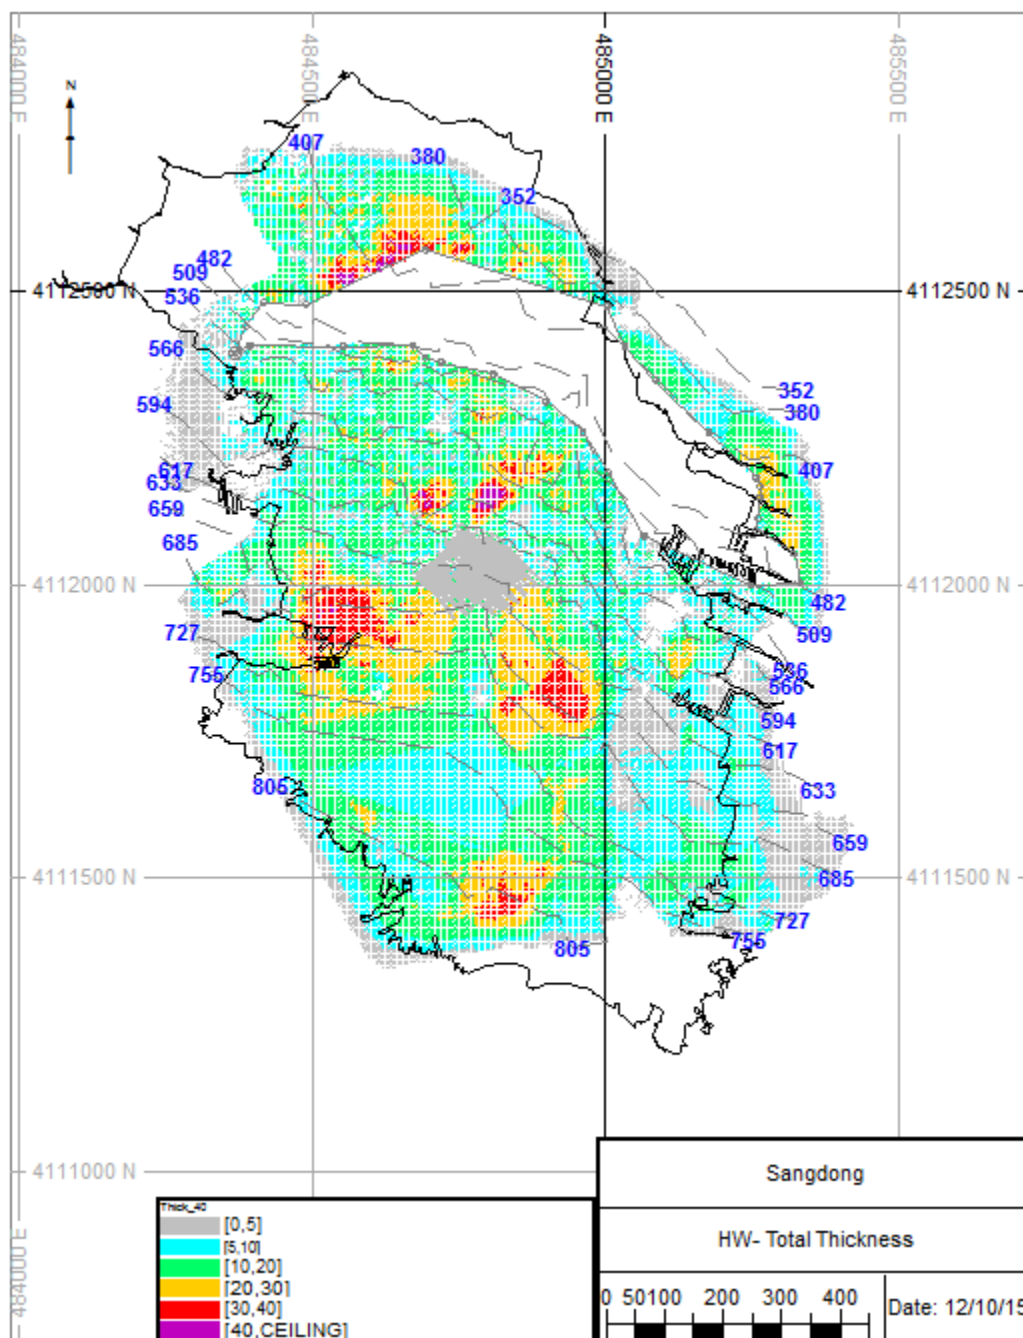 484000 E
484500 E
485000 E
485500 E
N
407
380
352
482
509
4112500 N
4112500 N
536
566
352
380
594
407
617
633
659
685
4112000 N
4112000 N
482
727
509
755
536
566
594
617
805
633
659
4111500 N
685
4111500 N
727
755
805
4111000 N
Sangdong
HW- Total Thickness
0 50 100 200 300 400
Date: 12/10/15
484000 E
Thick_40
[0,5]
[5,10]
[10,20]
[20,30]
[30,40]
[40,CEILING]